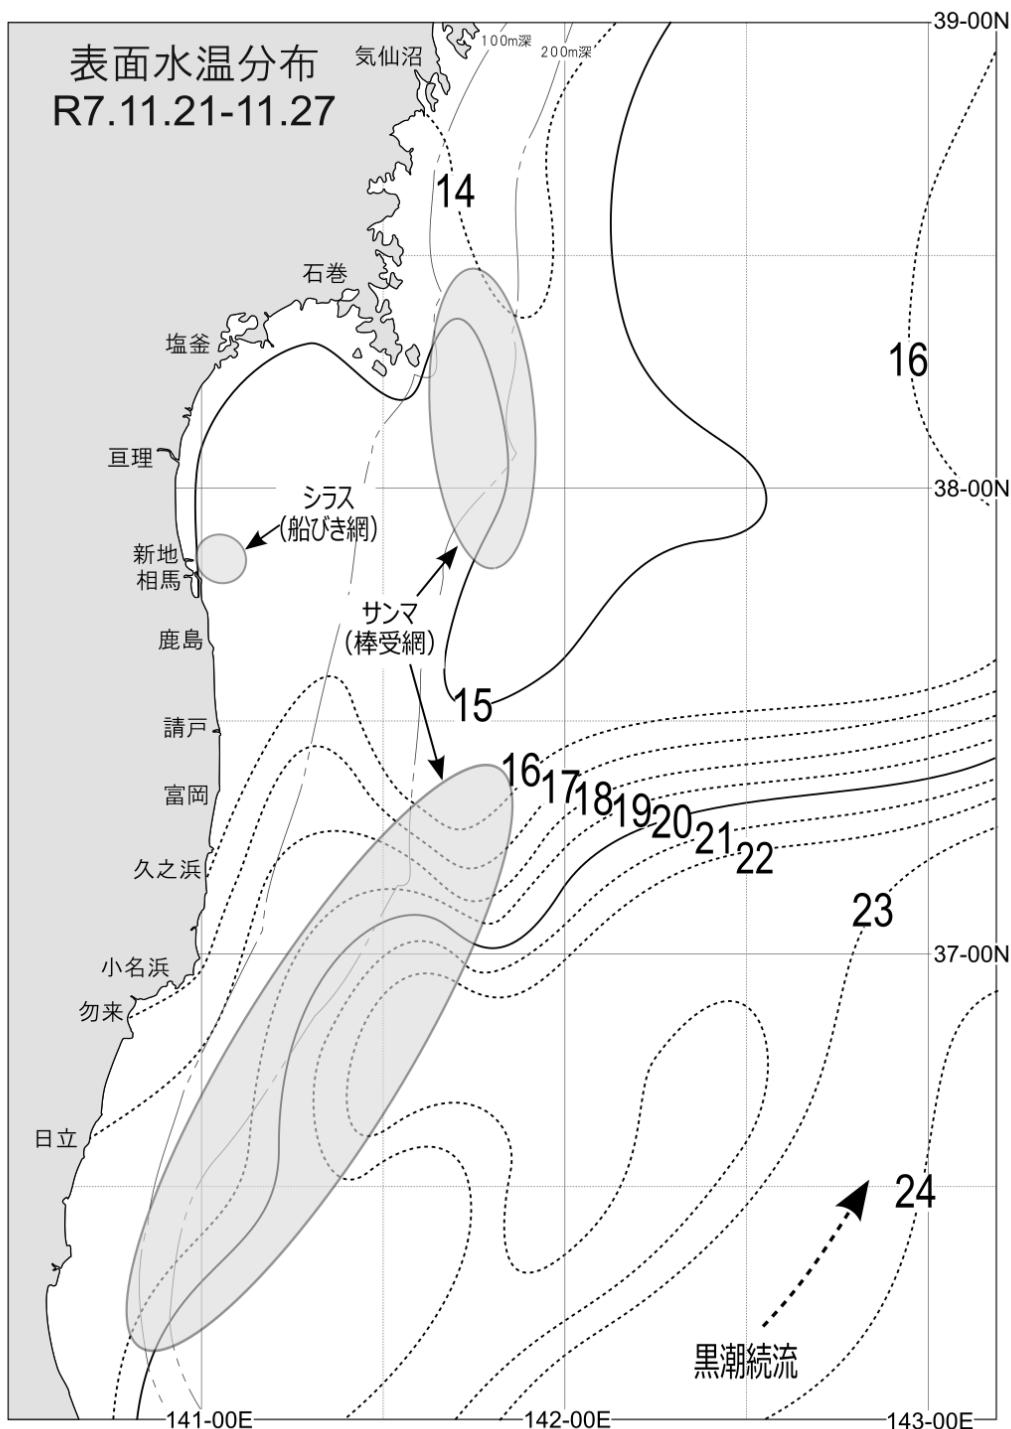 表面水温分布
R7.11.21-11.27
気仙沼
100m深
200m深
39-00N
14
石巻
塩釜
16
亘理
38-00N
シラス
(船びき網)
新地
相馬
サンマ
(棒受網)
鹿島
15
請戸
16
17
18
19
20
21
22
富岡
久之浜
23
37-00N
小名浜
勿来
日立
24
黒潮続流
141-00E
142-00E
143-00E